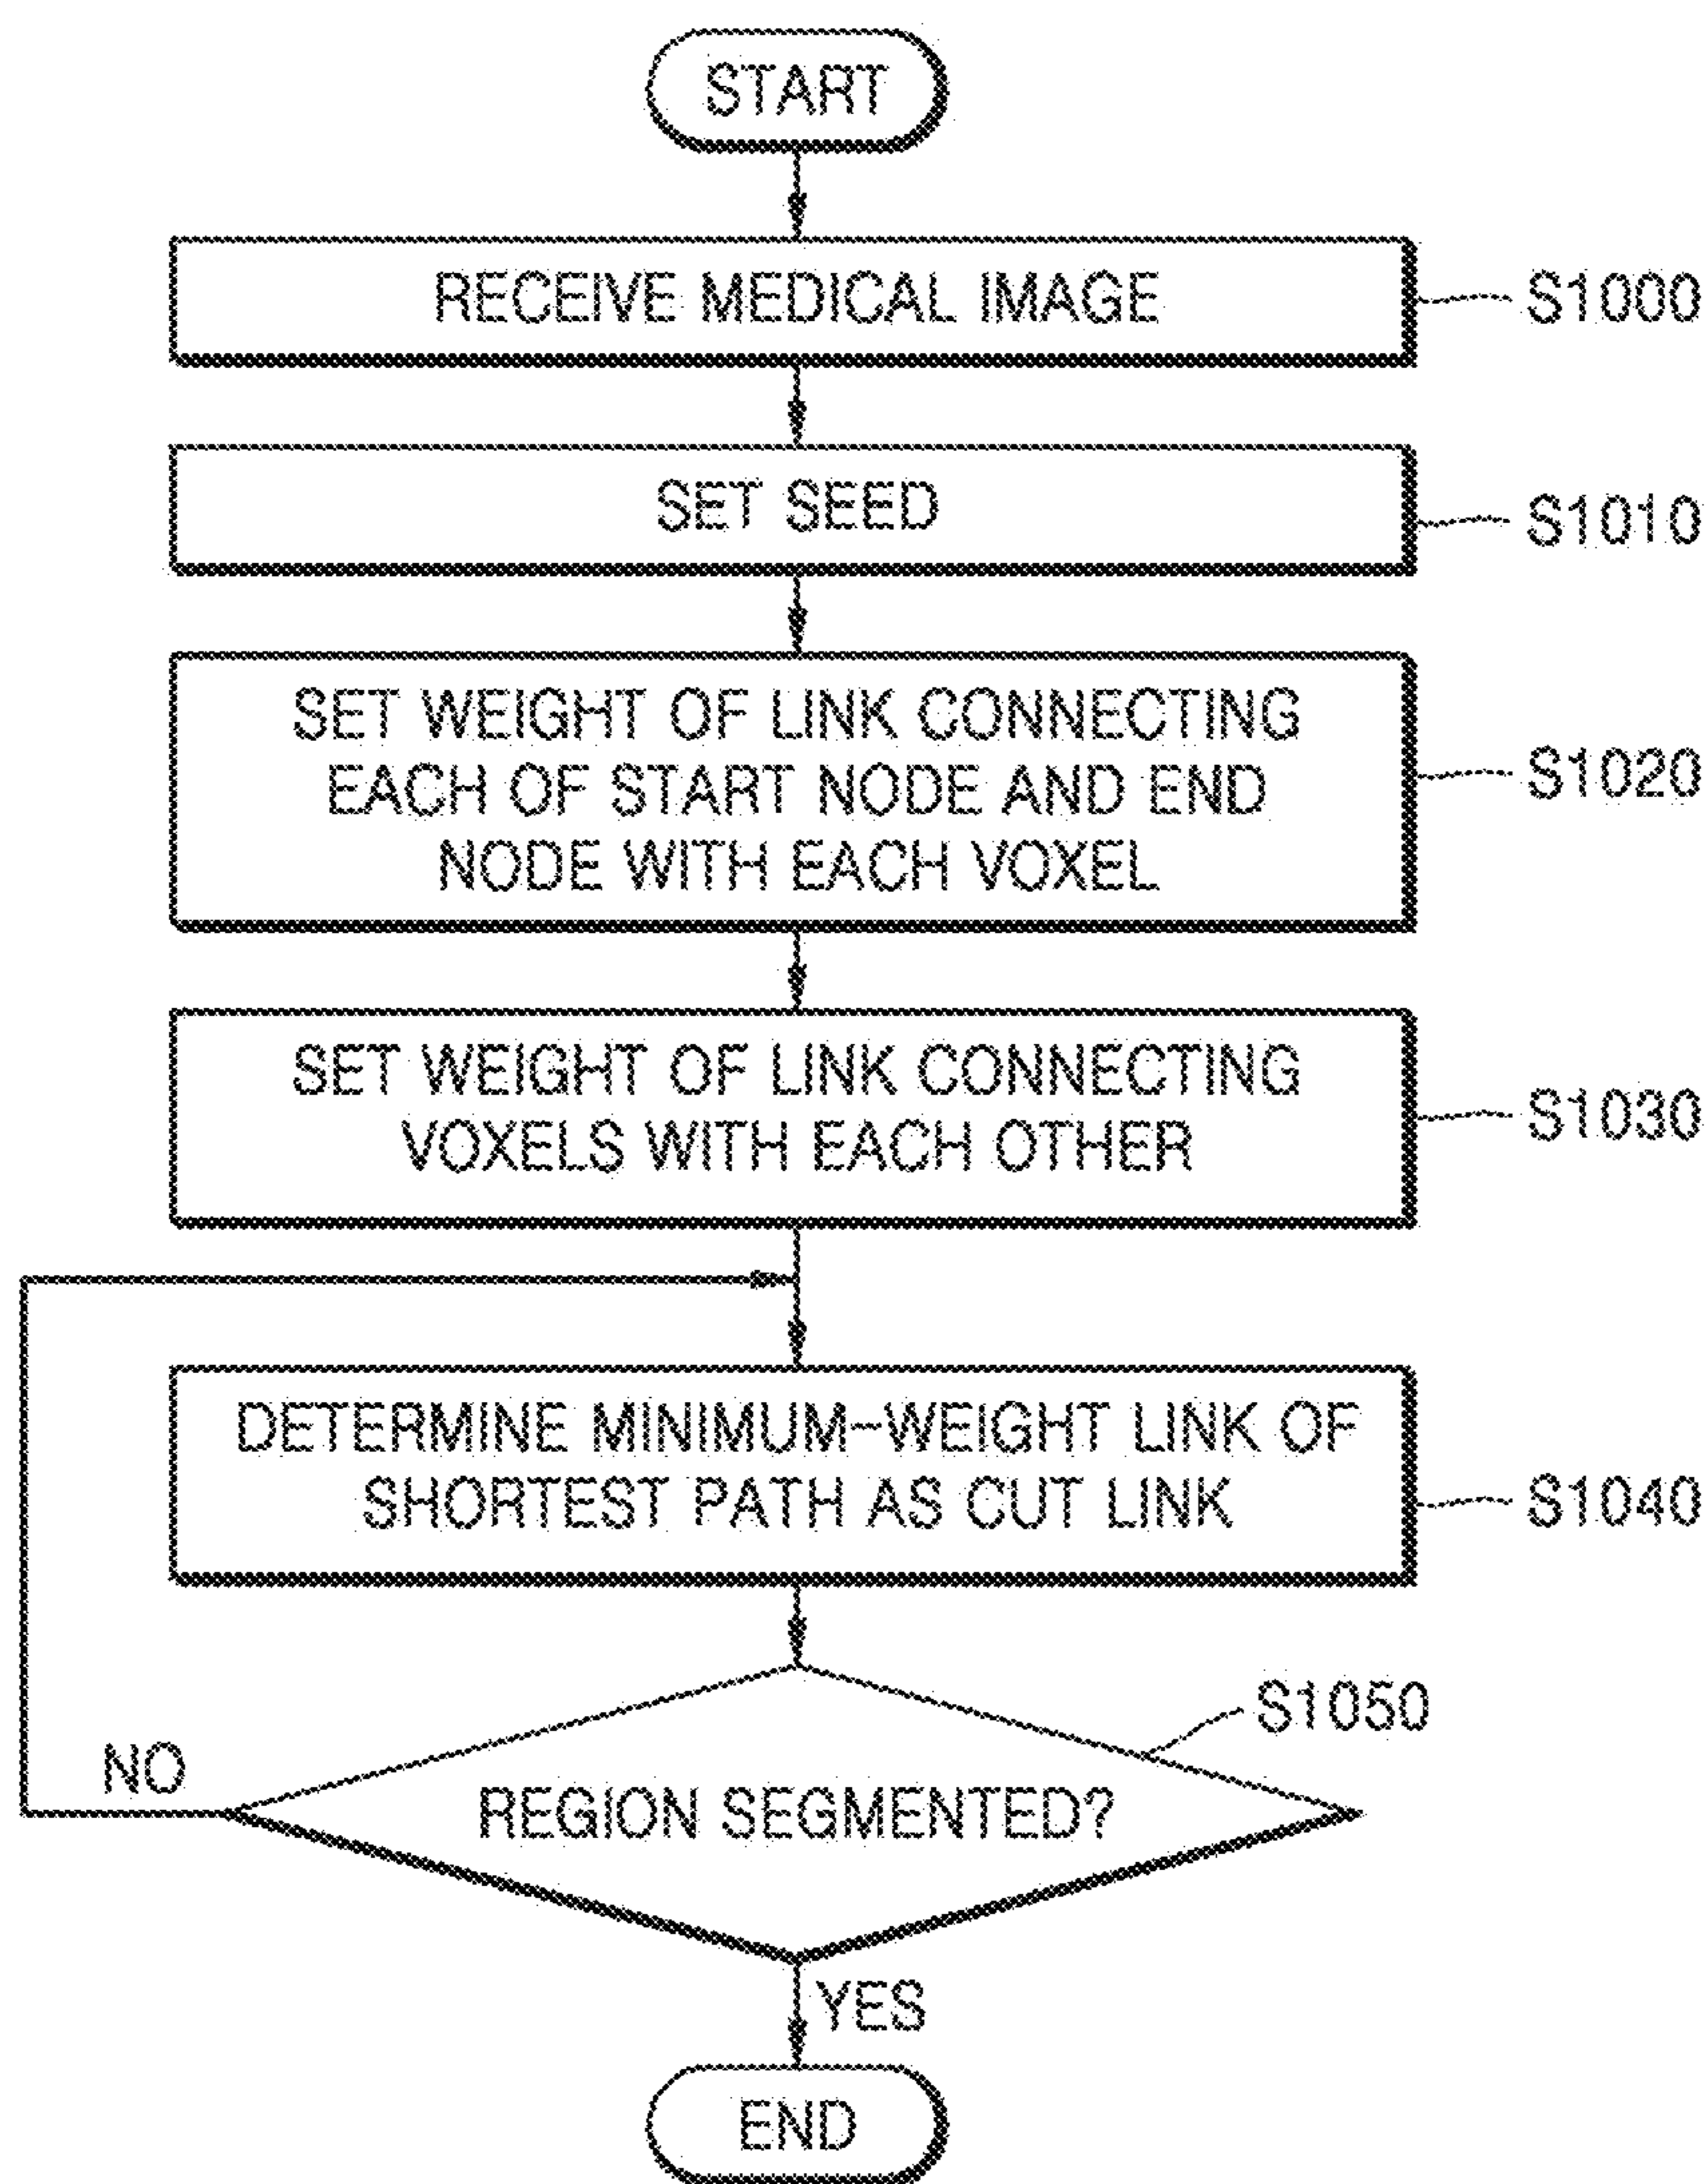 START
RECEIVE MEDICAL IMAGE
S1000
SET SEED
S1010
SET WEIGHT OF LINK CONNECTING
EACH OF START NODE AND END
NODE WITH EACH VOXEL
S1020
SET WEIGHT OF LINK CONNECTING
VOXELS WITH EACH OTHER
S1030
DETERMINE MINIMUM-WEIGHT LINK OF
SHORTEST PATH AS CUT LINK
S1040
S1050
NO
REGION SEGMENTED?
YES
END